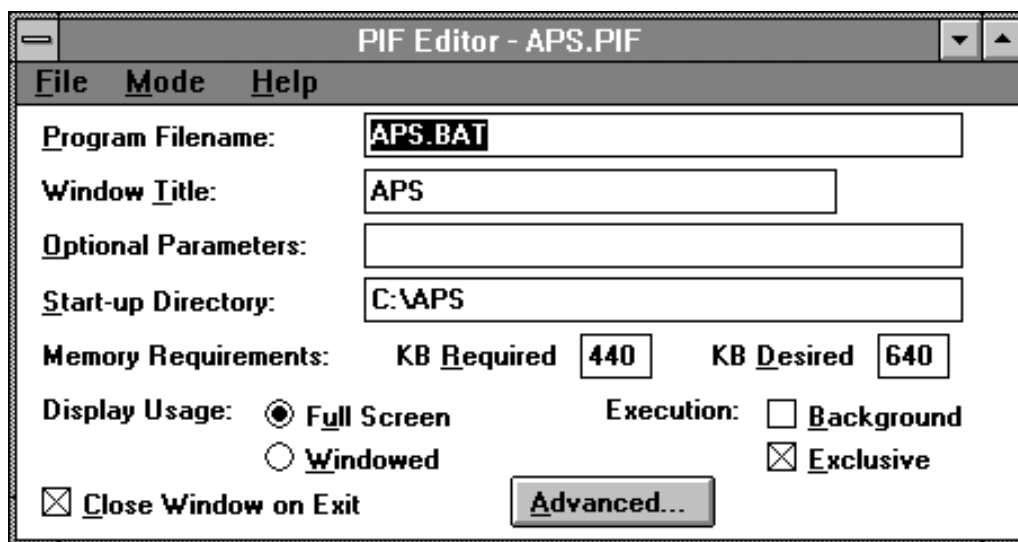 PIF Editor - APS.PIF
File Mode Help
Program Filename: APS.BAT
Window Title: APS
Optional Parameters:
Start-up Directory: C:\APS
Memory Requirements: KB Required 440 KB Desired 640
Display Usage: Full Screen Execution: Background
Windowed Exclusive
Close Window on Exit Advanced...